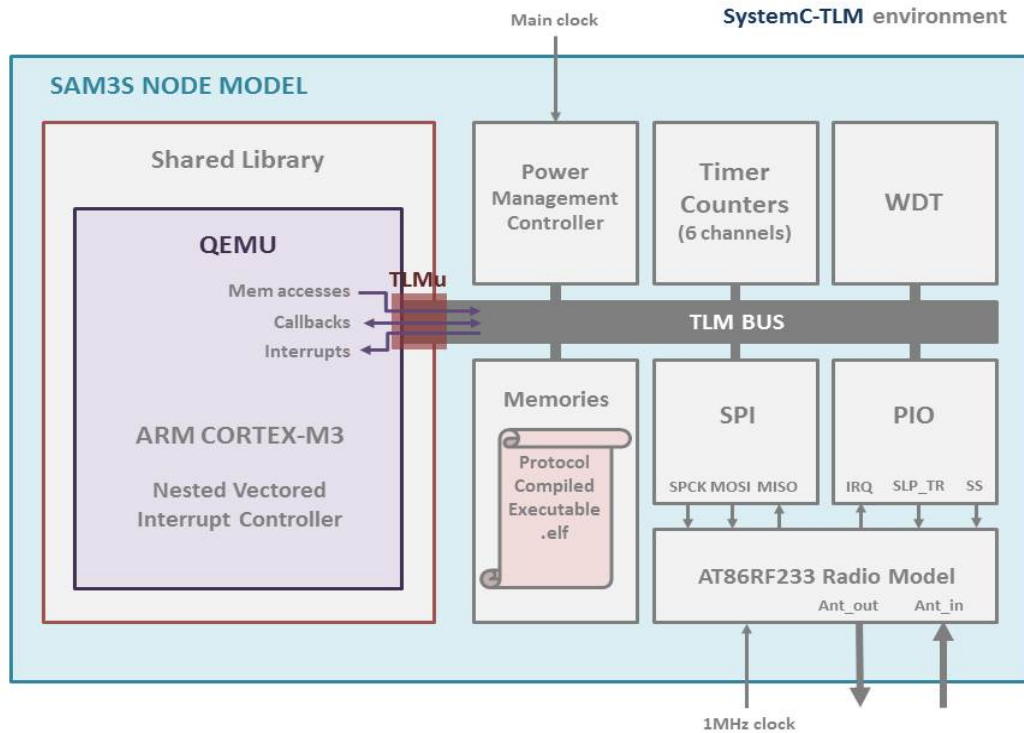 Main clock
SystemC-TLM environment
SAM3S NODE MODEL
Shared Library
QEMU
TLMu
Mem accesses
Callbacks
Interrupts
ARM CORTEX-M3
Nested Vectored
Interrupt Controller
Power
Management
Controller
Timer
Counters
(6 channels)
WDT
TLM BUS
Memories
Protocol
Compiled
Executable
.elf
SPI
SPCK MOSI MISO
PIO
IRQ SLP_TR SS
AT86RF233 Radio Model
Ant_out Ant_in
1MHz clock